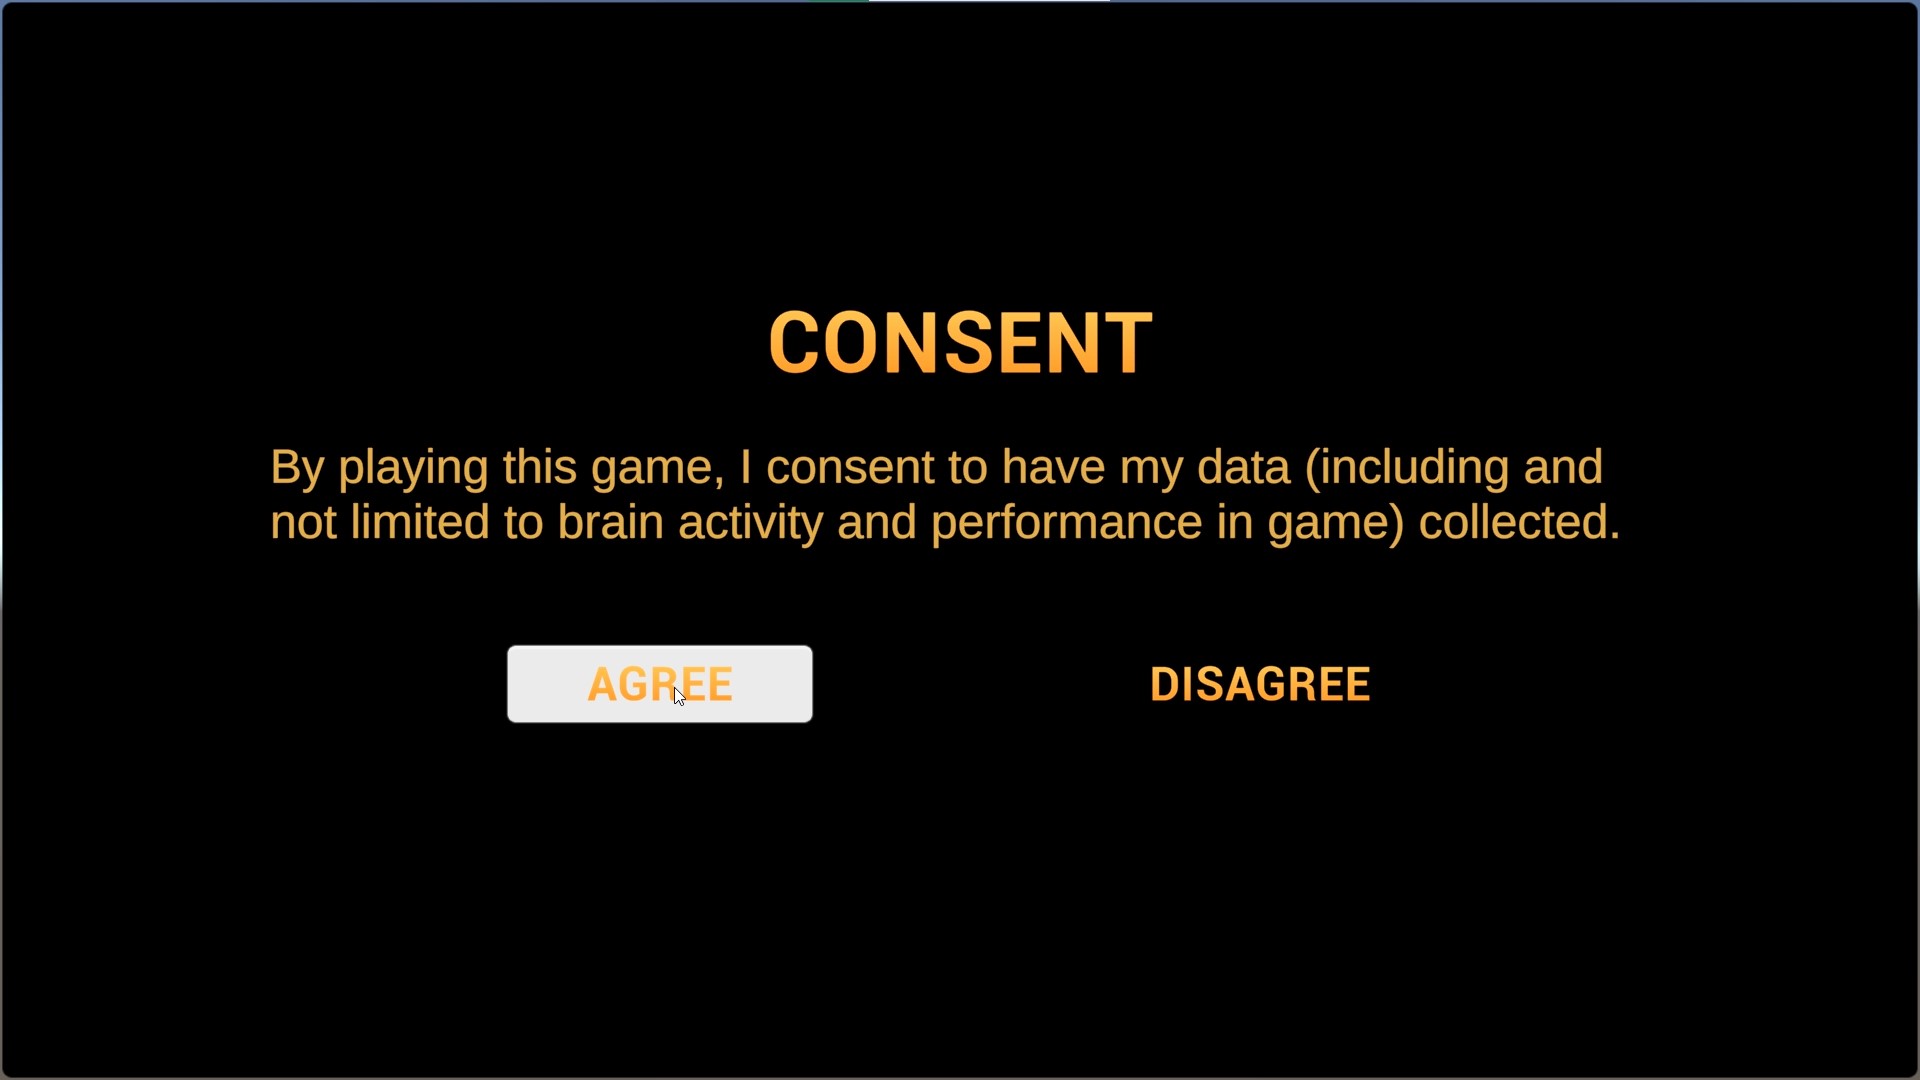 CONSENT
By playing this game, I consent to have my data (including and
not limited to brain activity and performance in game) collected.
AGREE
DISAGREE